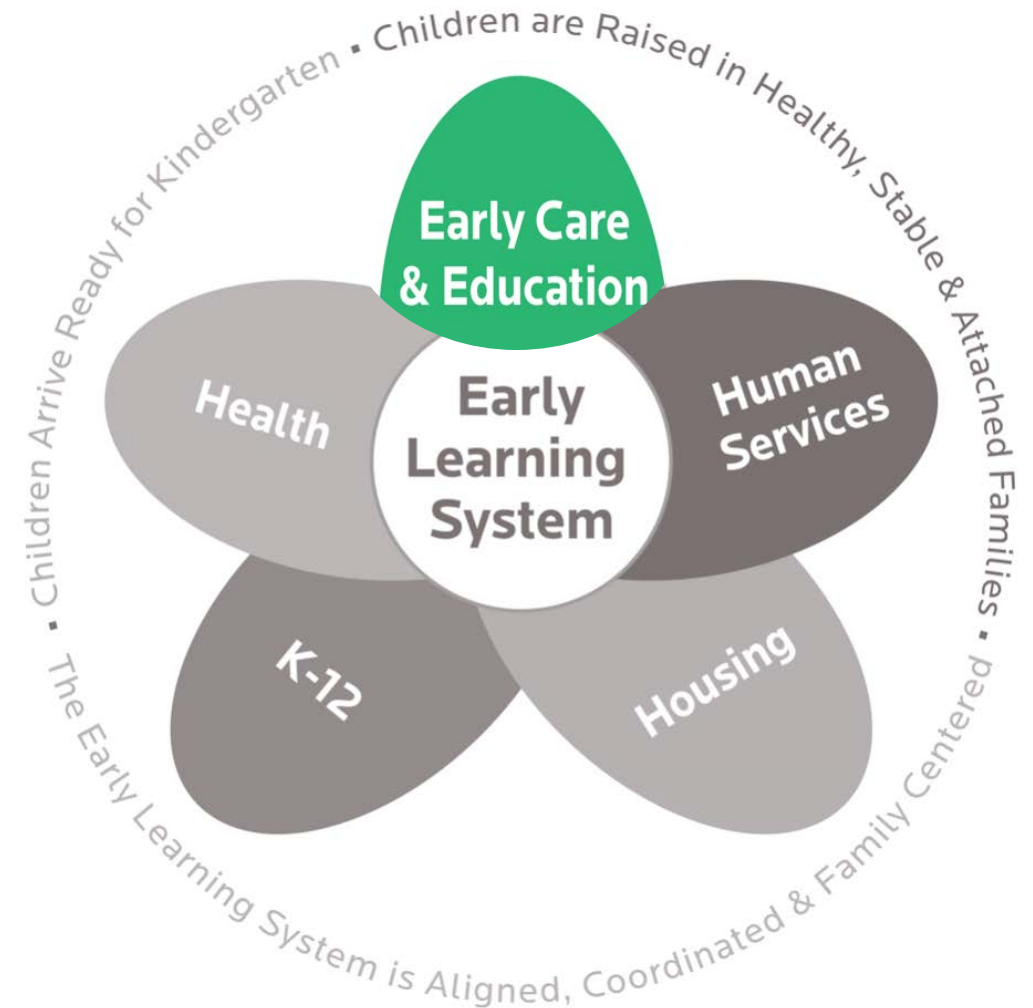 • Children Arrive Ready for Kindergarten • Children are Raised in Healthy, Stable & Attached Families •
Early Care
& Education
Health
Early
Learning
System
Human
Services
K-12
Housing
The Early Learning System is Aligned, Coordinated & Family Centered